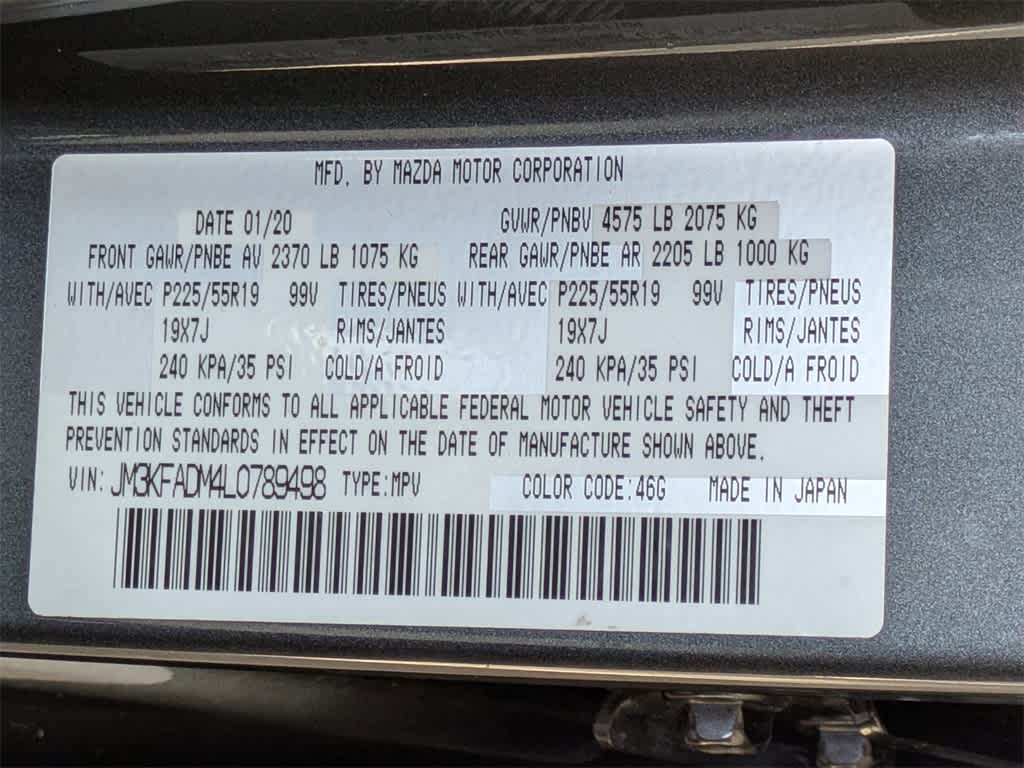 MFD. BY MAZDA MOTOR CORPORATION
DATE 01/20 GVWR/PNBV 4575 LB 2075 KG
FRONT GAWR/PNBE AV 2370 LB 1075 KG REAR GAWR/PNBE AR 2205 LB 1000 KG
WITH/AVEC P225/55R19 99V TIRES/PNEUS WITH/AVEC P225/55R19 99V TIRES/PNEUS
19X7J RIMS/JANTES 19X7J RIMS/JANTES
240 KPA/35 PSI COLD/A FROID 240 KPA/35 PSI COLD/A FROID
THIS VEHICLE CONFORMS TO ALL APPLICABLE FEDERAL MOTOR VEHICLE SAFETY AND THEFT
PREVENTION STANDARDS IN EFFECT ON THE DATE OF MANUFACTURE SHOWN ABOVE.
VIN: JM3KFADM4L0789498 TYPE:MPV COLOR CODE:46G MADE IN JAPAN